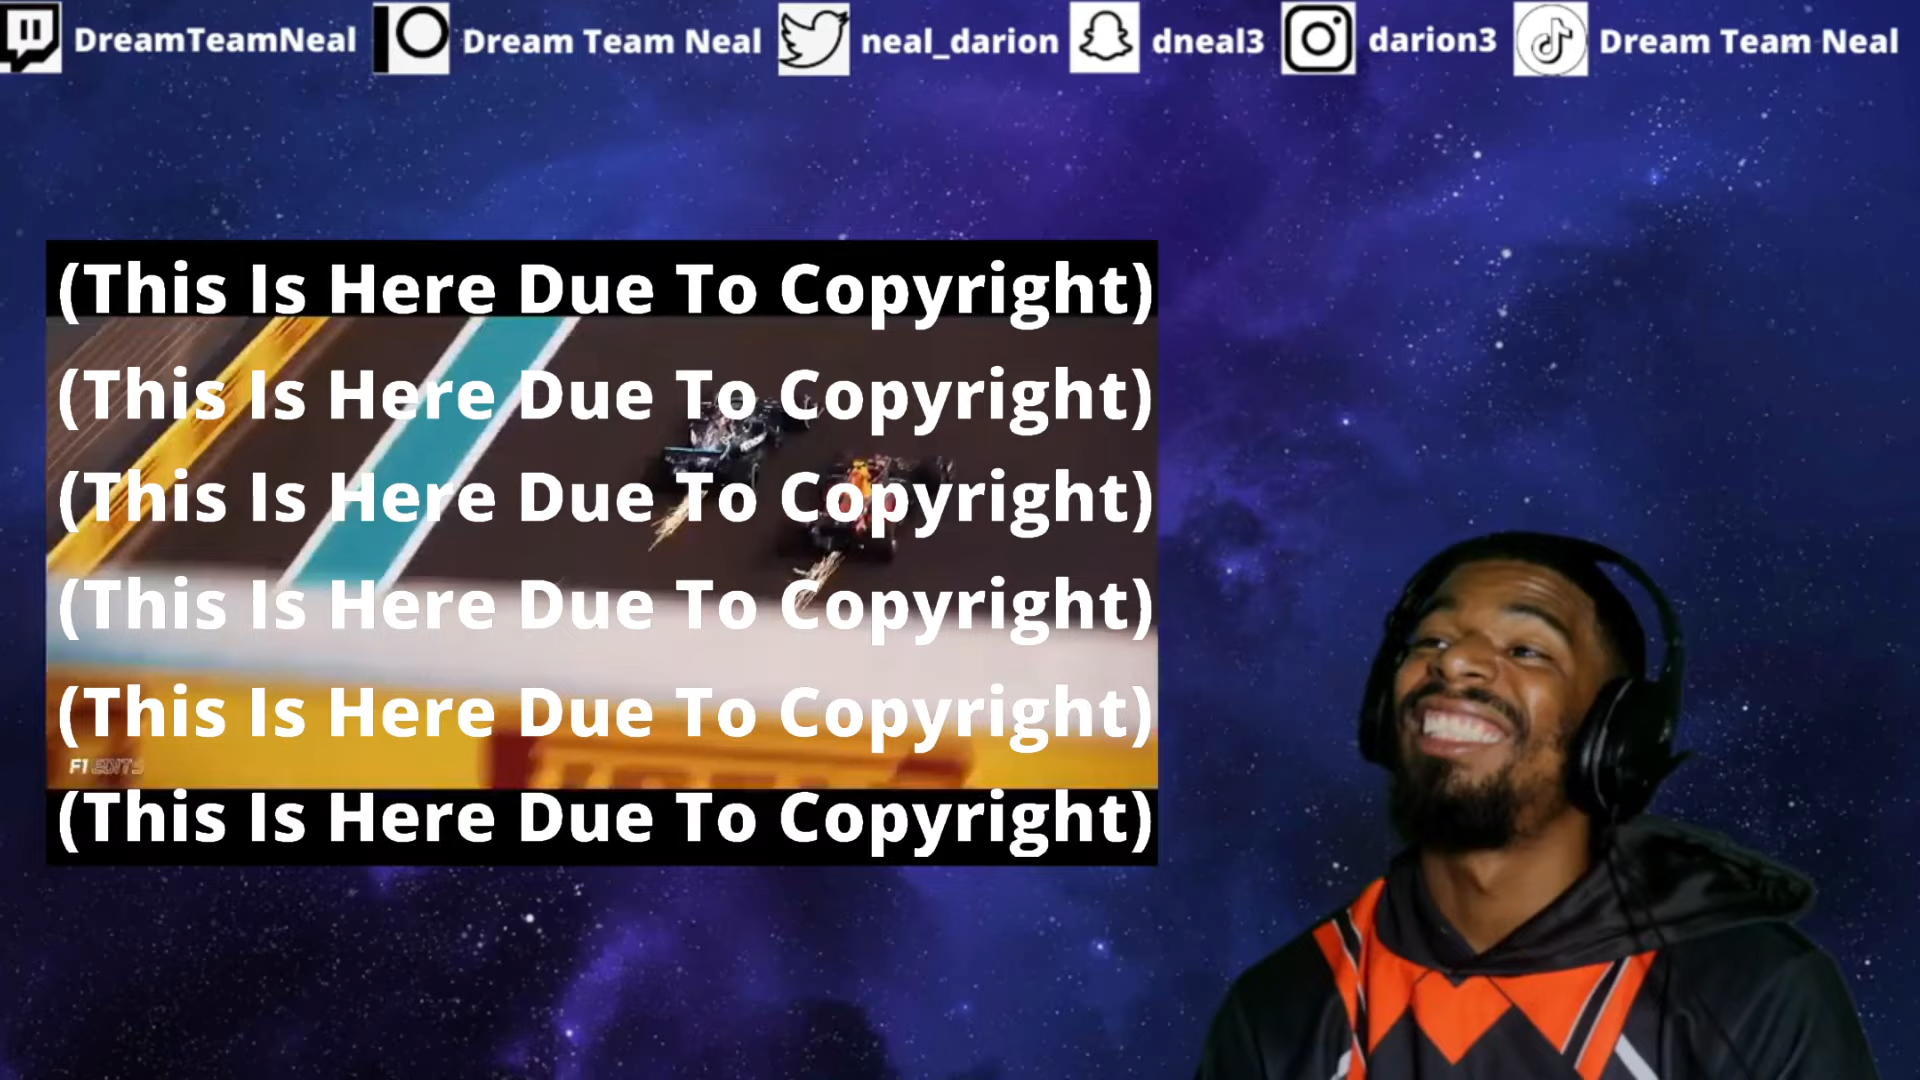 DreamTeamNeal Dream Team Neal neal_darion dneal3 darion3 Dream Team Neal
(This Is Here Due To Copyright)
(This Is Here Due To Copyright)
(This Is Here Due To Copyright)
(This Is Here Due To Copyright)
(This Is Here Due To Copyright)
F1 EDITS
(This Is Here Due To Copyright)